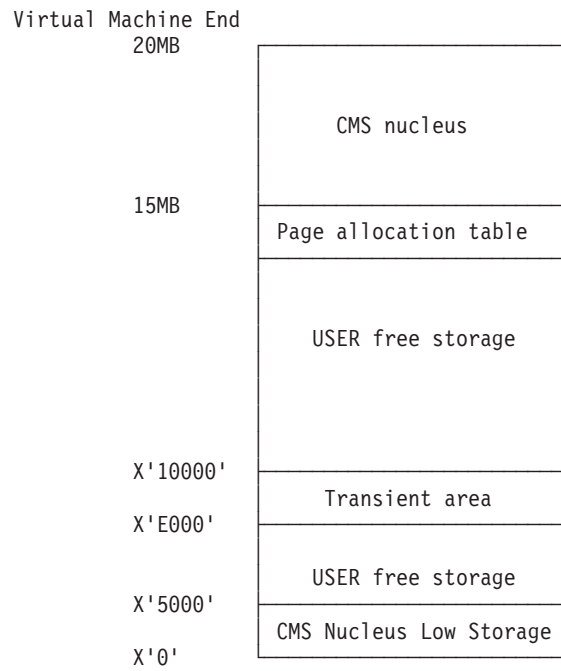 Virtual Machine End
20MB
CMS nucleus
15MB
Page allocation table
USER free storage
X'10000'
Transient area
X'E000'
USER free storage
X'5000'
CMS Nucleus Low Storage
X'0'